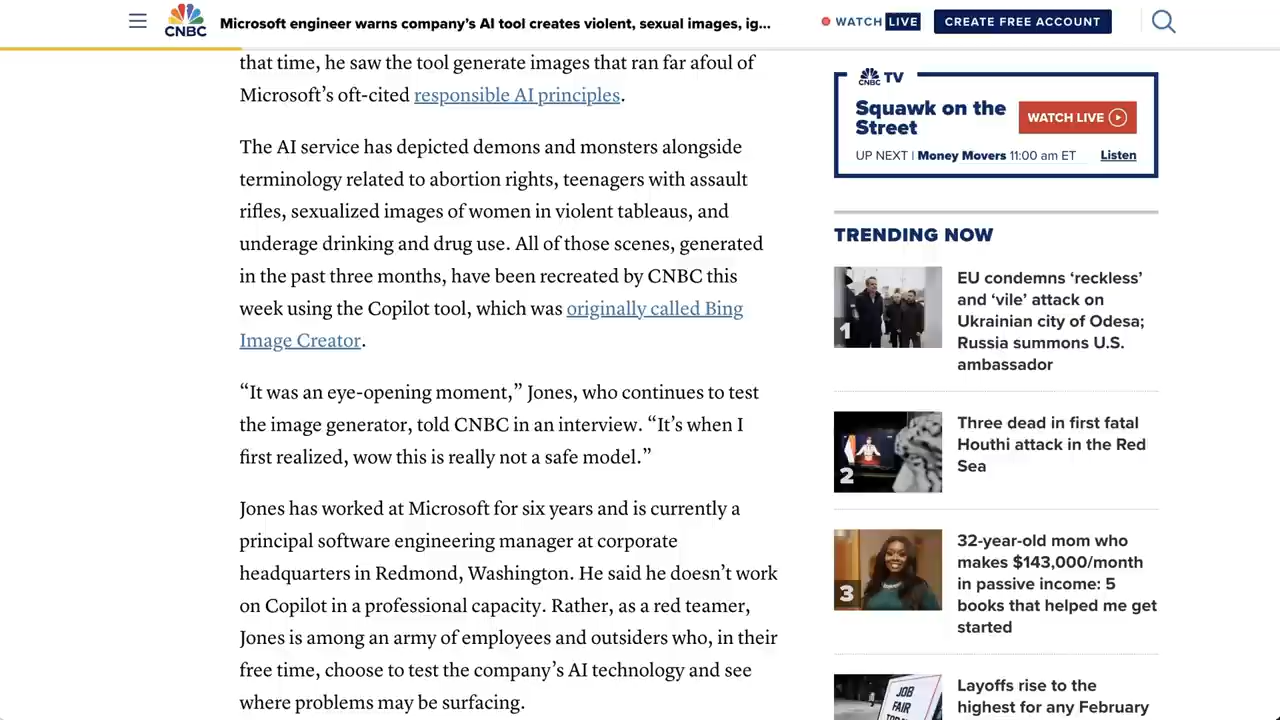 CNBC
Microsoft engineer warns company’s AI tool creates violent, sexual images, ig...
WATCH LIVE
CREATE FREE ACCOUNT
that time, he saw the tool generate images that ran far afoul of
Microsoft’s oft-cited responsible AI principles.
The AI service has depicted demons and monsters alongside
terminology related to abortion rights, teenagers with assault
rifles, sexualized images of women in violent tableaus, and
underage drinking and drug use. All of those scenes, generated
in the past three months, have been recreated by CNBC this
week using the Copilot tool, which was originally called Bing
Image Creator.
“It was an eye-opening moment,” Jones, who continues to test
the image generator, told CNBC in an interview. “It’s when I
first realized, wow this is really not a safe model.”
Jones has worked at Microsoft for six years and is currently a
principal software engineering manager at corporate
headquarters in Redmond, Washington. He said he doesn’t work
on Copilot in a professional capacity. Rather, as a red teamer,
Jones is among an army of employees and outsiders who, in their
free time, choose to test the company’s AI technology and see
where problems may be surfacing.
CNBC TV
Squawk on the
Street
WATCH LIVE
UP NEXT | Money Movers 11:00 am ET
Listen
TRENDING NOW
1
EU condemns ‘reckless’
and ‘vile’ attack on
Ukrainian city of Odesa;
Russia summons U.S.
ambassador
2
Three dead in first fatal
Houthi attack in the Red
Sea
3
32-year-old mom who
makes $143,000/month
in passive income: 5
books that helped me get
started
JOB
FAIR
TODAY
Layoffs rise to the
highest for any February